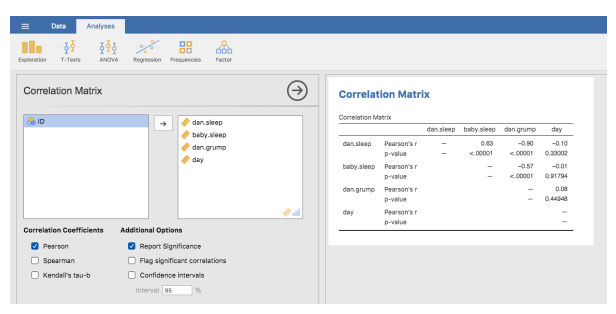 Data Analyses
Exploration T-Tests ANOVA Regression Frequencies Factor
Correlation Matrix
ID
dan.sleep
baby.sleep
dan.grump
day
Correlation Coefficients Additional Options
Pearson Report Significance
Spearman Flag significant correlations
Kendall's tau-b Confidence intervals
Interval 95 %
Correlation Matrix
Correlation Matrix
dan.sleep baby.sleep dan.grump day
dan.sleep Pearson's r — 0.63 −0.90 −0.10
p-value — <.00001 <.00001 0.33002
baby.sleep Pearson's r — −0.57 −0.01
p-value — <.00001 0.91794
dan.grump Pearson's r — 0.08
p-value — 0.44948
day Pearson's r —
p-value —